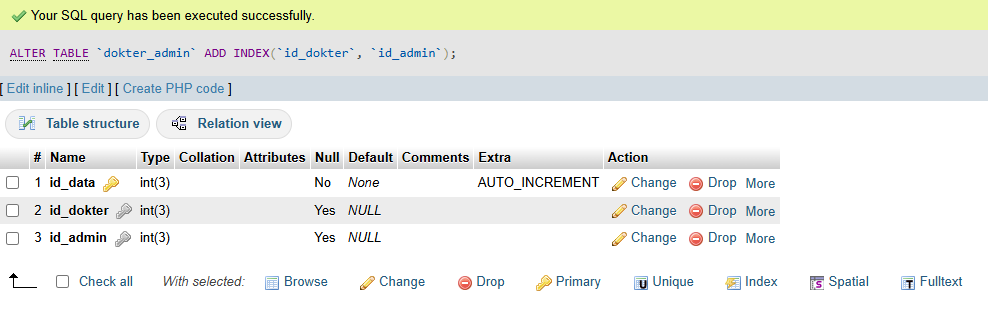 Your SQL query has been executed successfully.
ALTER TABLE `dokter_admin` ADD INDEX(`id_dokter`, `id_admin`);
[ Edit inline ] [ Edit ] [ Create PHP code ]
Table structure Relation view
# Name Type Collation Attributes Null Default Comments Extra Action
1 id_data int(3) No None AUTO_INCREMENT Change Drop More
2 id_dokter int(3) Yes NULL Change Drop More
3 id_admin int(3) Yes NULL Change Drop More
Check all With selected: Browse Change Drop Primary Unique Index Spatial Fulltext